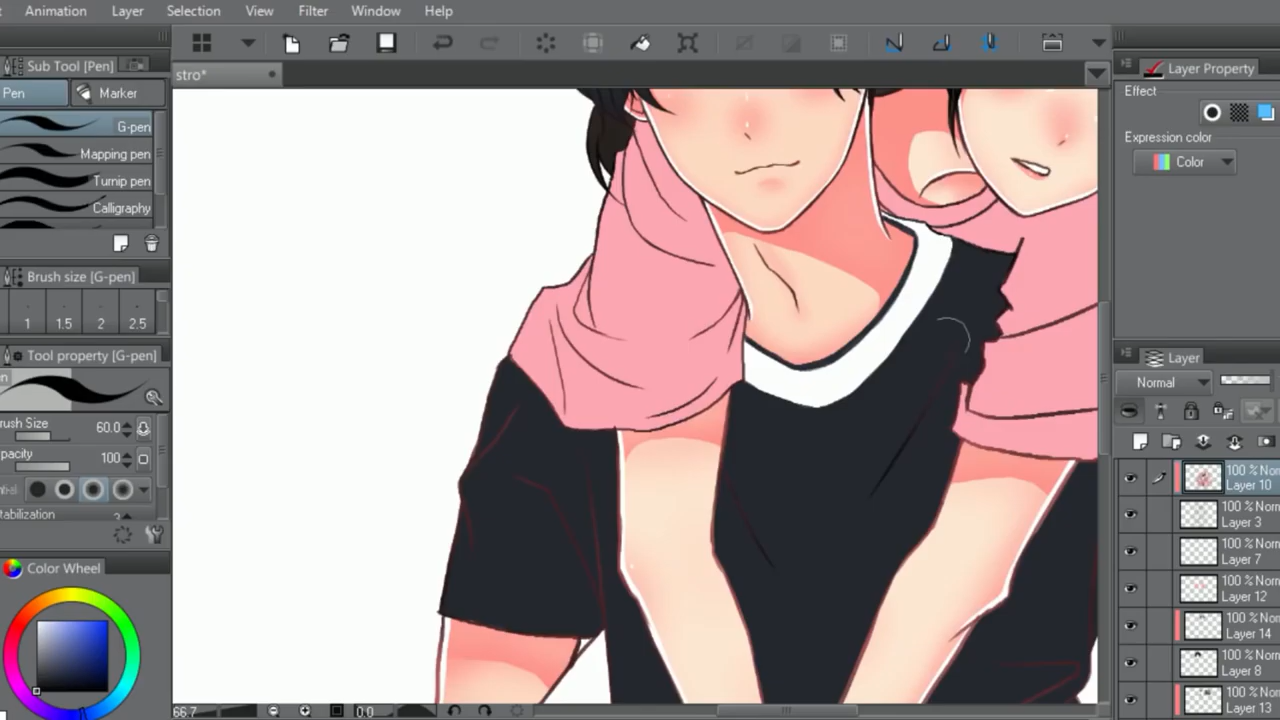 Animation Layer Selection View Filter Window Help
Sub Tool [Pen]
Pen Marker
G-pen
Mapping pen
Turnip pen
Calligraphy
Brush size [G-pen]
1 1.5 2 2.5
Tool property [G-pen]
rush Size 60.0
pacity 100
tabilization
Color Wheel
stro*
66.7 0.0
Layer Property
Effect
Expression color
Color
Layer
Normal
100 % Nor
Layer 10
100 % Nor
Layer 3
100 % Nor
Layer 7
100 % Nor
Layer 12
100 % Nor
Layer 14
100 % Nor
Layer 8
100 % Nor
Layer 13